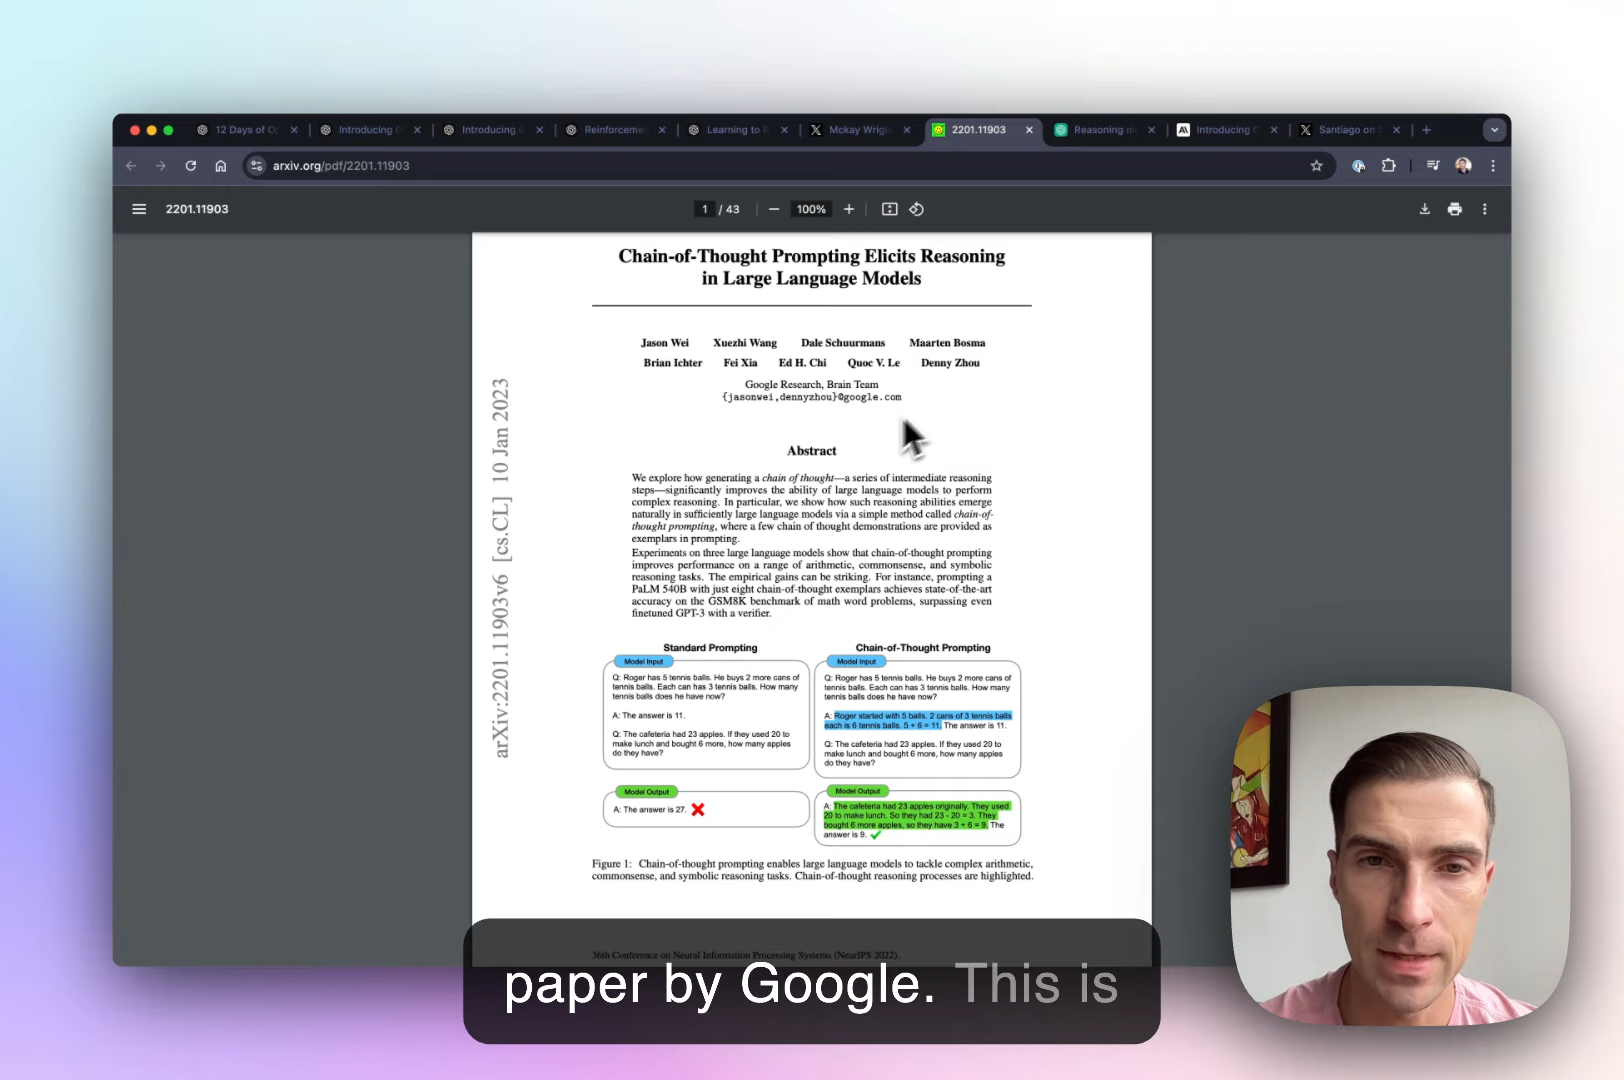 12 Days of O
Introducing
Introducing
Reinforceme
Learning to R
Mckay Wrigl
2201.11903
Reasoning m
Introducing
Santiago on
arxiv.org/pdf/2201.11903
2201.11903
1 / 43
100%
Chain-of-Thought Prompting Elicits Reasoning
in Large Language Models
Jason Wei Xuezhi Wang Dale Schuurmans Maarten Bosma
Brian Ichter Fei Xia Ed H. Chi Quoc V. Le Denny Zhou
Google Research, Brain Team
{jasonwei,dennyzhou}@google.com
Abstract
We explore how generating a chain of thought—a series of intermediate reasoning
steps—significantly improves the ability of large language models to perform
complex reasoning. In particular, we show how such reasoning abilities emerge
naturally in sufficiently large language models via a simple method called chain-of-
thought prompting, where a few chain of thought demonstrations are provided as
exemplars in prompting.
Experiments on three large language models show that chain-of-thought prompting
improves performance on a range of arithmetic, commonsense, and symbolic
reasoning tasks. The empirical gains can be striking. For instance, prompting a
PaLM 540B with just eight chain-of-thought exemplars achieves state-of-the-art
accuracy on the GSM8K benchmark of math word problems, surpassing even
finetuned GPT-3 with a verifier.
arXiv:2201.11903v6 [cs.CL] 10 Jan 2023
Standard Prompting
Model Input
Q: Roger has 5 tennis balls. He buys 2 more cans of
tennis balls. Each can has 3 tennis balls. How many
tennis balls does he have now?
A: The answer is 11.
Q: The cafeteria had 23 apples. If they used 20 to
make lunch and bought 6 more, how many apples
do they have?
Model Output
A: The answer is 27.
Chain-of-Thought Prompting
Model Input
Q: Roger has 5 tennis balls. He buys 2 more cans of
tennis balls. Each can has 3 tennis balls. How many
tennis balls does he have now?
A: Roger started with 5 balls. 2 cans of 3 tennis balls
each is 6 tennis balls. 5 + 6 = 11. The answer is 11.
Q: The cafeteria had 23 apples. If they used 20 to
make lunch and bought 6 more, how many apples
do they have?
Model Output
A: The cafeteria had 23 apples originally. They used
20 to make lunch. So they had 23 - 20 = 3. They
bought 6 more apples, so they have 3 + 6 = 9. The
answer is 9.
Figure 1: Chain-of-thought prompting enables large language models to tackle complex arithmetic,
commonsense, and symbolic reasoning tasks. Chain-of-thought reasoning processes are highlighted.
36th Conference on Neural Information Processing Systems (NeurIPS 2022).
paper by Google. This is